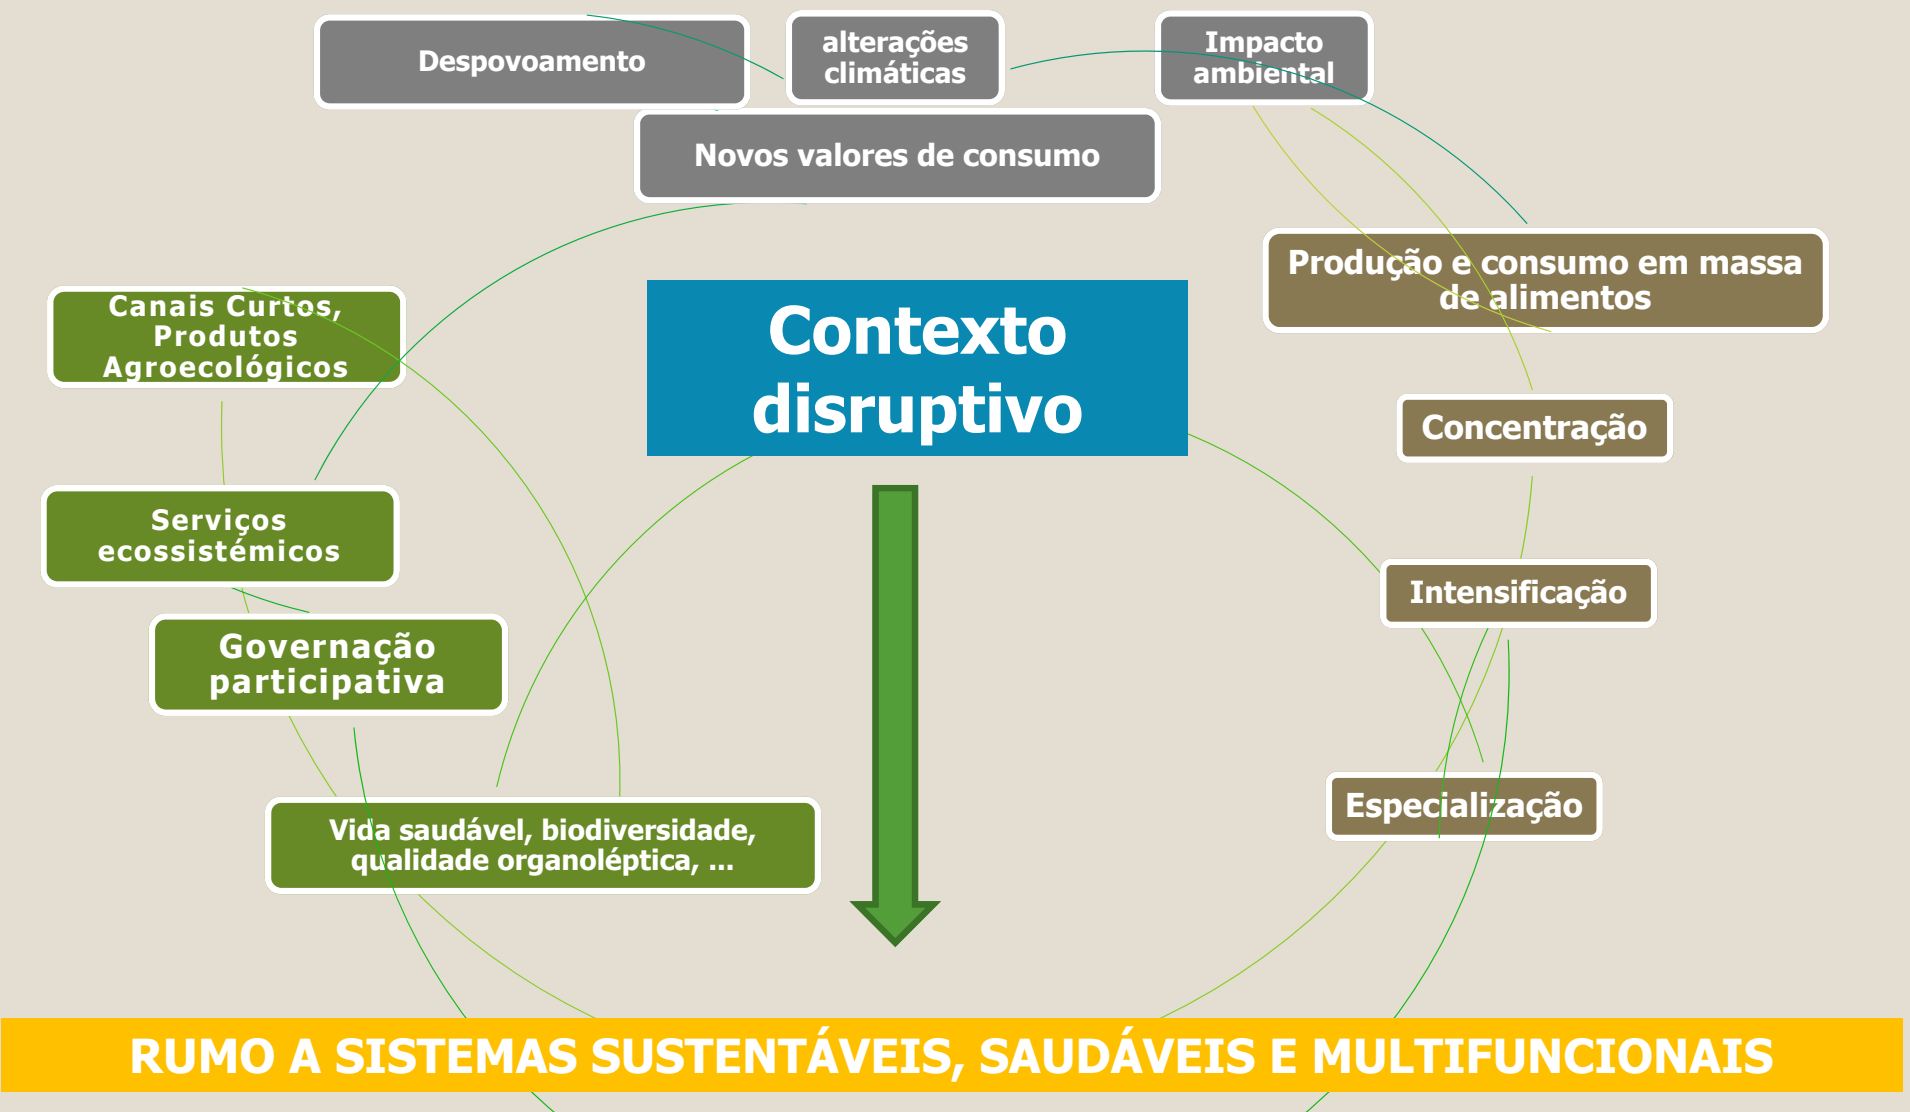 Despovoamento
alterações
climáticas
Impacto
ambiental
Novos valores de consumo
Produção e consumo em massa
de alimentos
Canais Curtos,
Produtos
Agroecológicos
Contexto
disruptivo
Concentração
Serviços
ecossistémicos
Intensificação
Governação
participativa
Especialização
Vida saudável, biodiversidade,
qualidade organoléptica, ...
RUMO A SISTEMAS SUSTENTÁVEIS, SAUDÁVEIS E MULTIFUNCIONAIS